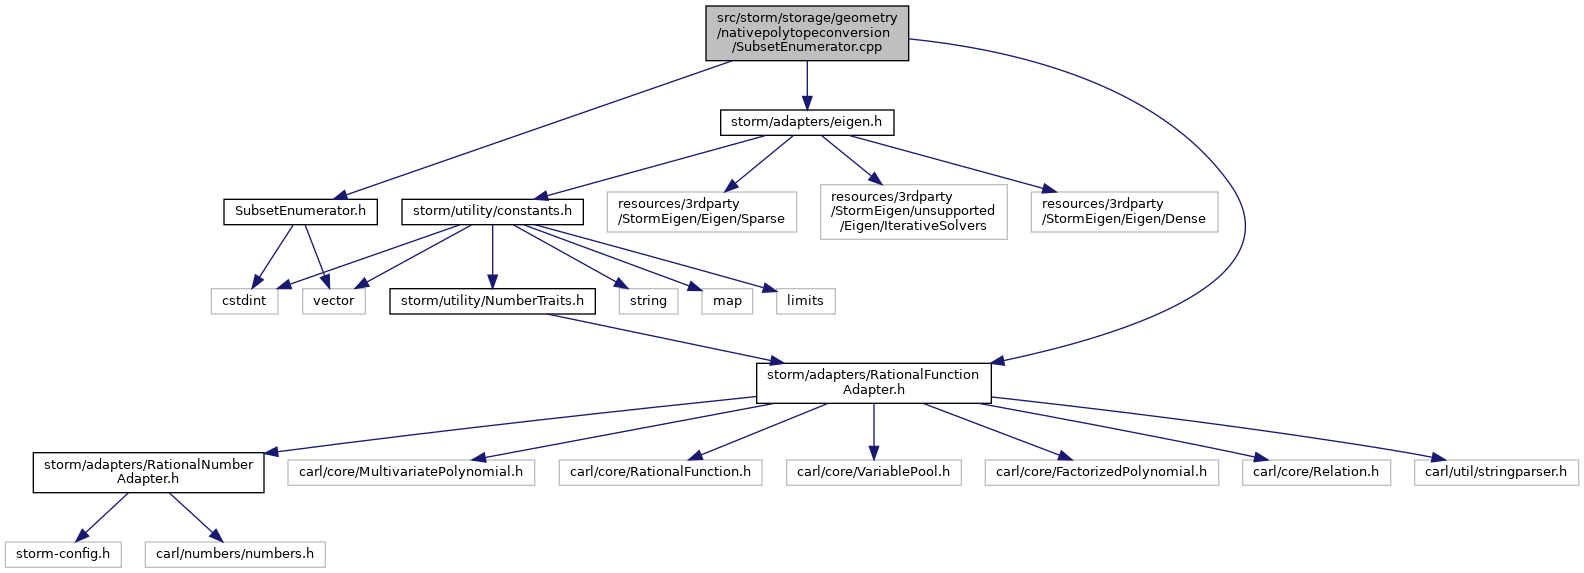 src/storm/storage/geometry
/nativepolytopeconversion
/SubsetEnumerator.cpp
storm/adapters/eigen.h
SubsetEnumerator.h
storm/utility/constants.h
resources/3rdparty
/StormEigen/Eigen/Sparse
resources/3rdparty
/StormEigen/unsupported
/Eigen/IterativeSolvers
resources/3rdparty
/StormEigen/Eigen/Dense
cstdint
vector
storm/utility/NumberTraits.h
string
map
limits
storm/adapters/RationalFunction
Adapter.h
storm/adapters/RationalNumber
Adapter.h
carl/core/MultivariatePolynomial.h
carl/core/RationalFunction.h
carl/core/VariablePool.h
carl/core/FactorizedPolynomial.h
carl/core/Relation.h
carl/util/stringparser.h
storm-config.h
carl/numbers/numbers.h